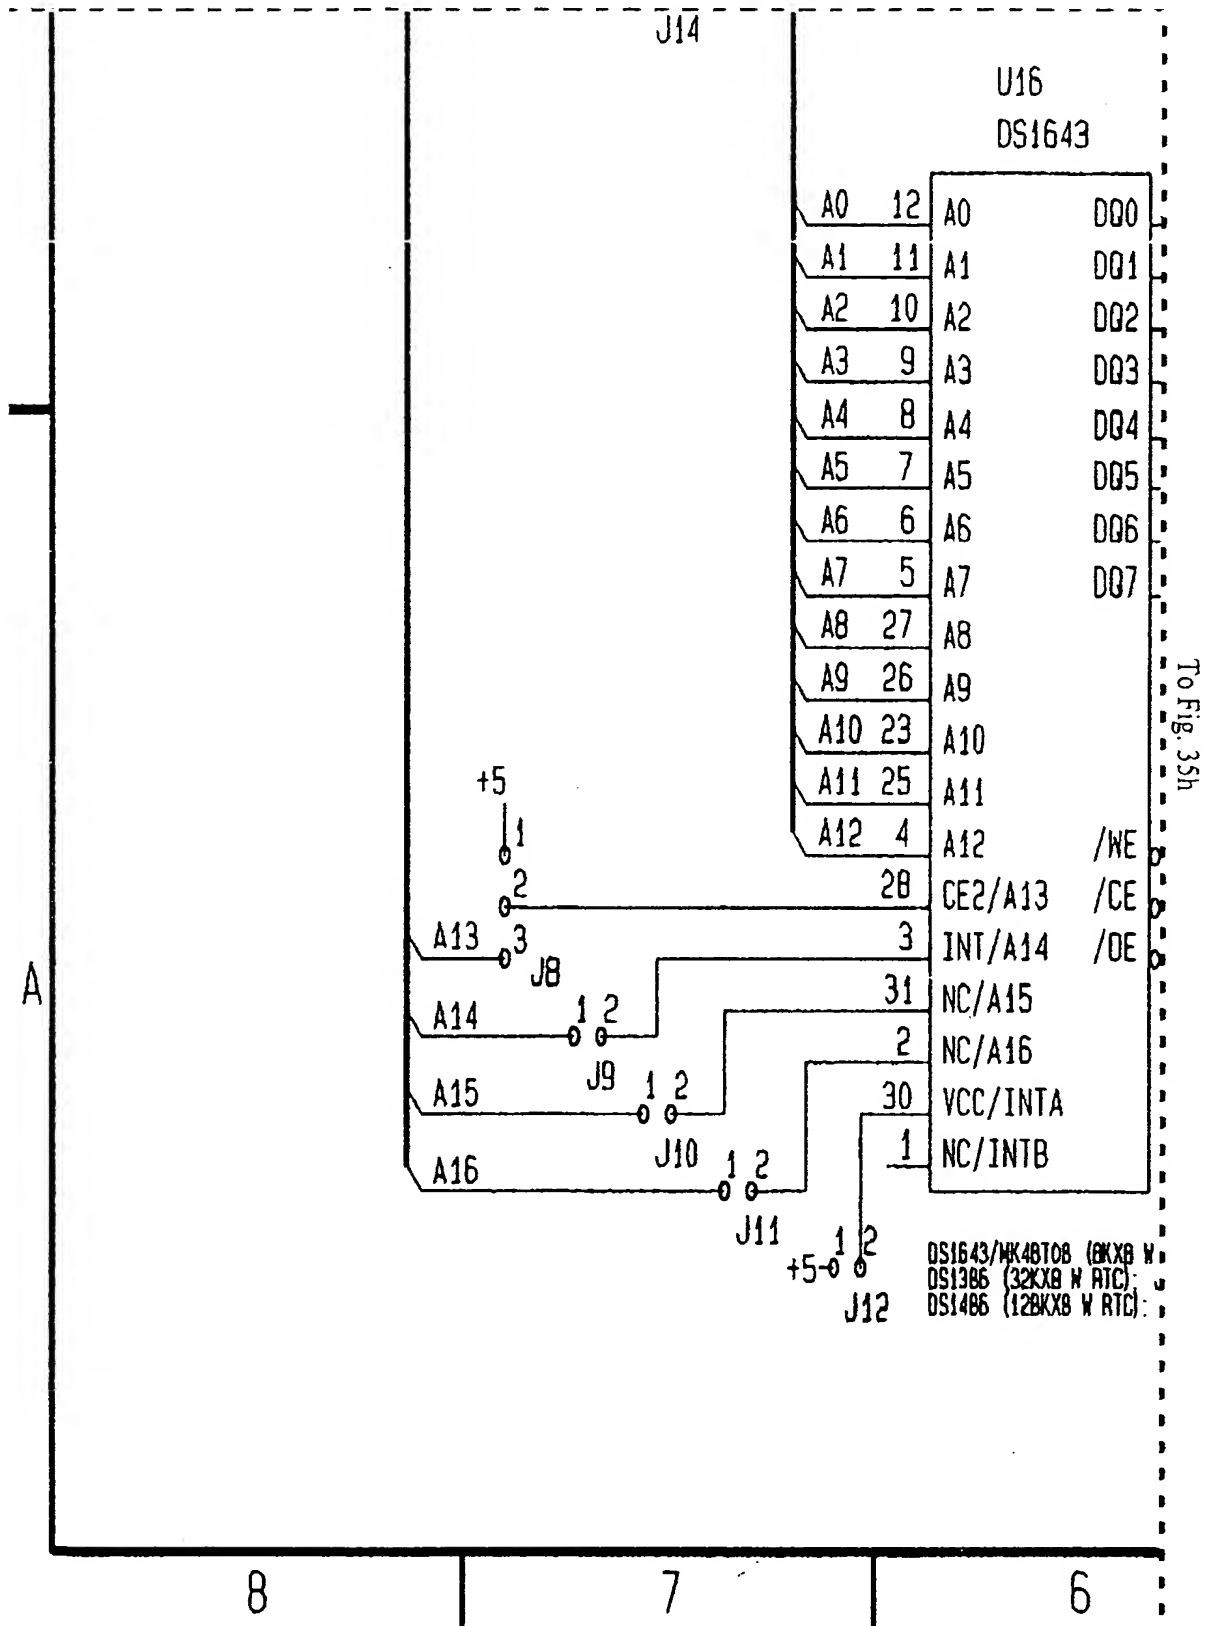 J14
U16
DS1643
A0 12 A0 DQ0
A1 11 A1 DQ1
A2 10 A2 DQ2
A3 9 A3 DQ3
A4 8 A4 DQ4
A5 7 A5 DQ5
A6 6 A6 DQ6
A7 5 A7 DQ7
A8 27 A8
A9 26 A9
A10 23 A10
A11 25 A11
A12 4 A12 /WE
To Fig. 35h
+5
1
2
28 CE2/A13 /CE
A13 3 J8
3 INT/A14 /OE
A
A14 1 2 J9
31 NC/A15
A15 1 2 J10
2 NC/A16
A16 1 2 J11
30 VCC/INTA
1 NC/INTB
+5 1 2 J12
DS1643/MK48T08 (8KX8 W
DS1386 (32KX8 W RTC):
DS1486 (128KX8 W RTC):
8 7 6